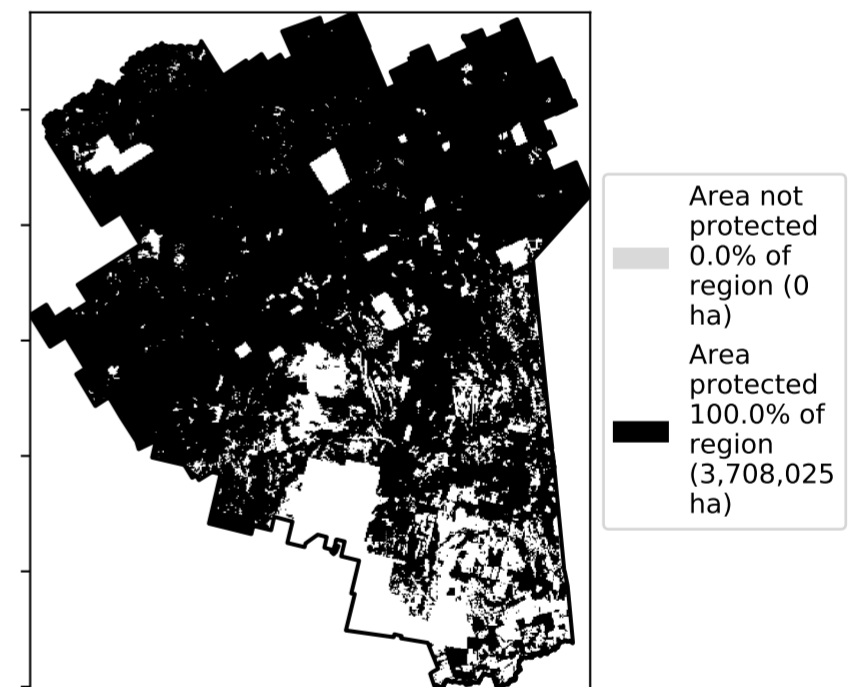 Area not
protected
0.0% of
region (0
ha)
Area
protected
100.0% of
region
(3,708,025
ha)